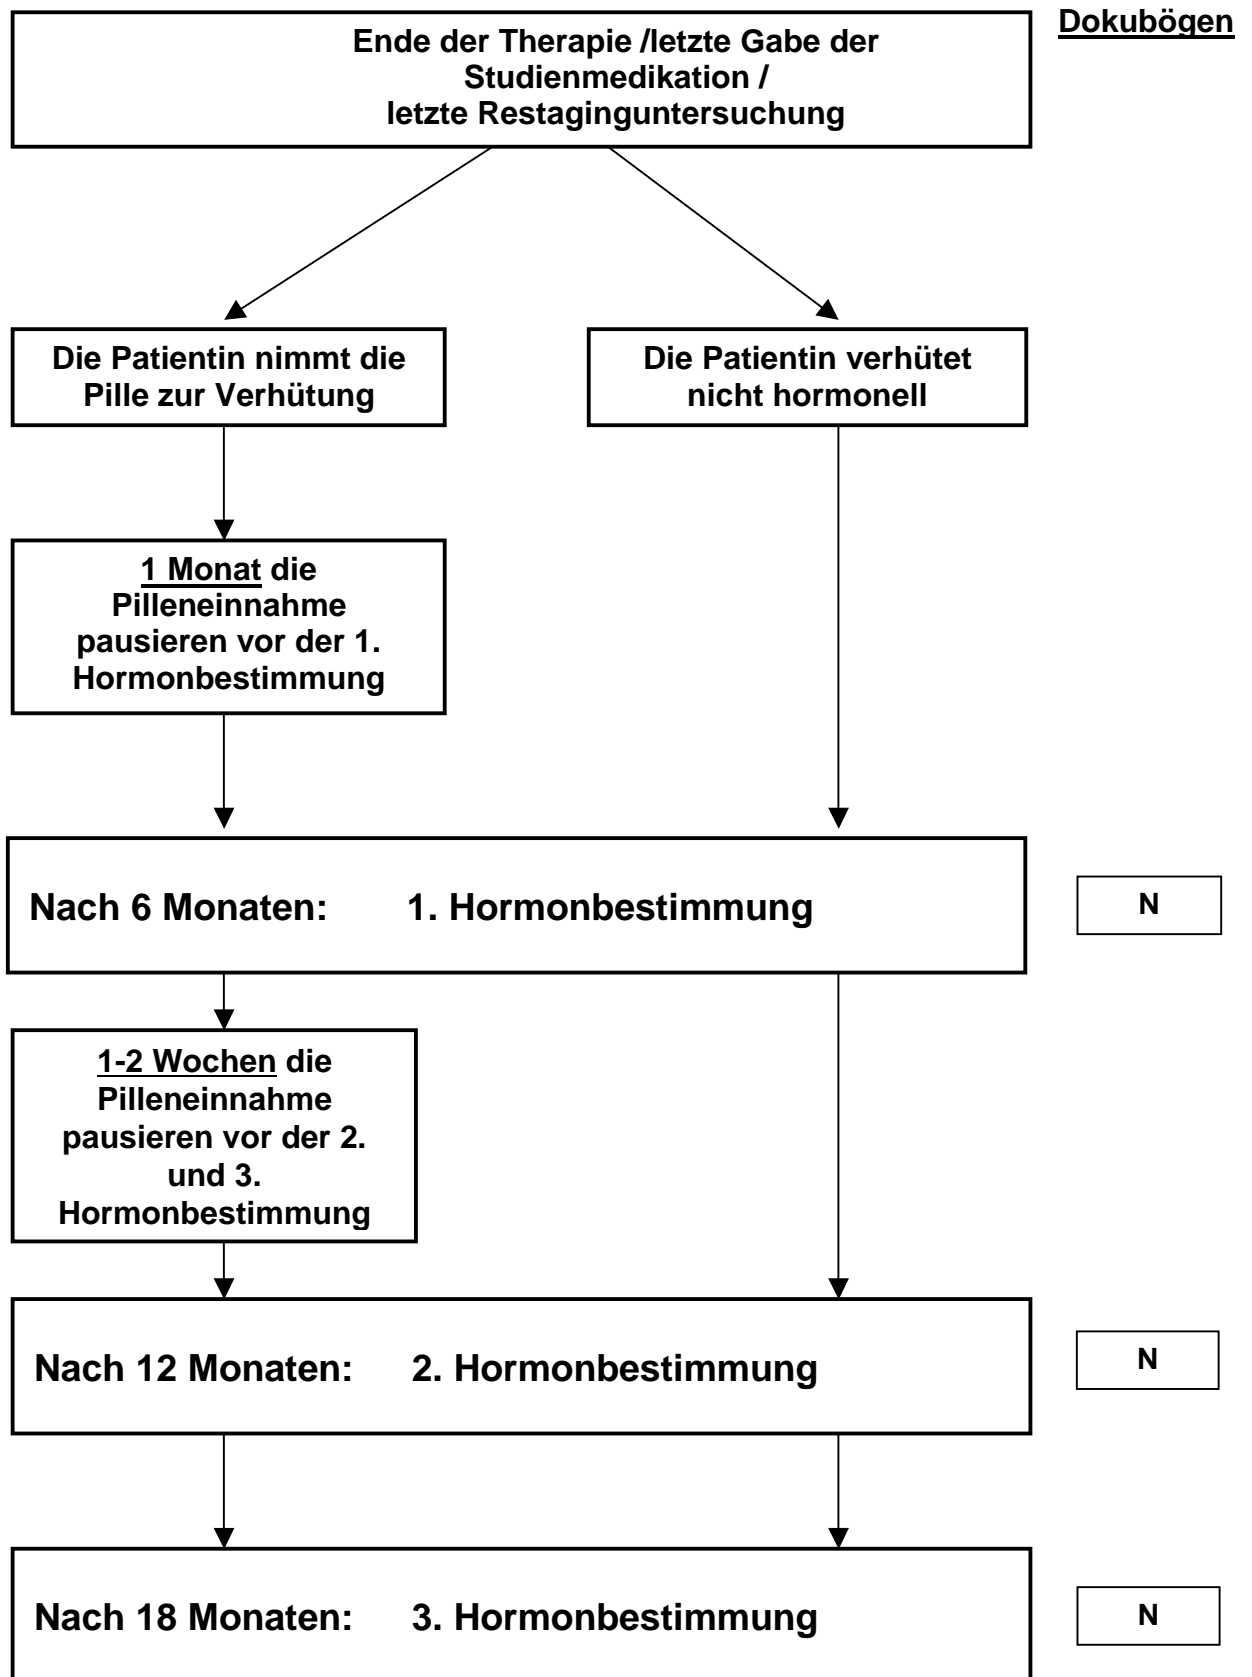 Dokubögen
Ende der Therapie /letzte Gabe der
Studienmedikation /
letzte Restaginguntersuchung
Die Patientin nimmt die
Pille zur Verhütung
Die Patientin verhütet
nicht hormonell
1 Monat die
Pilleneinnahme
pausieren vor der 1.
Hormonbestimmung
Nach 6 Monaten: 1. Hormonbestimmung
N
1-2 Wochen die
Pilleneinnahme
pausieren vor der 2.
und 3.
Hormonbestimmung
Nach 12 Monaten: 2. Hormonbestimmung
N
Nach 18 Monaten: 3. Hormonbestimmung
N